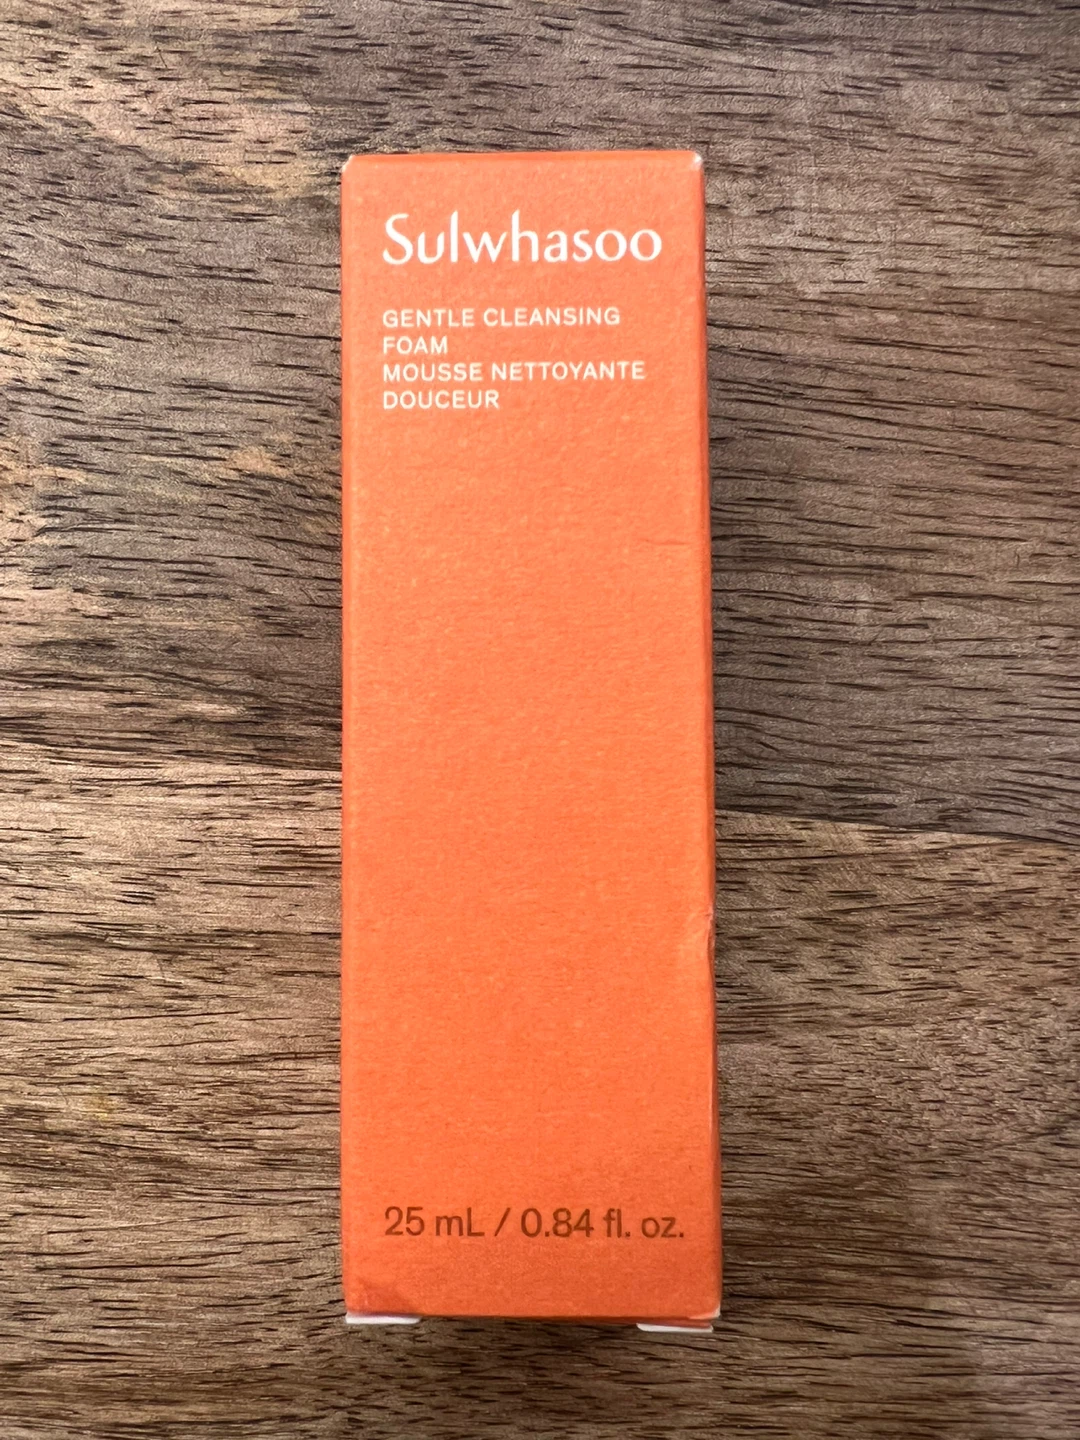 Sulwhasoo
GENTLE CLEANSING
FOAM
MOUSSE NETTOYANTE
DOUCEUR
25 mL / 0.84 fl. oz.